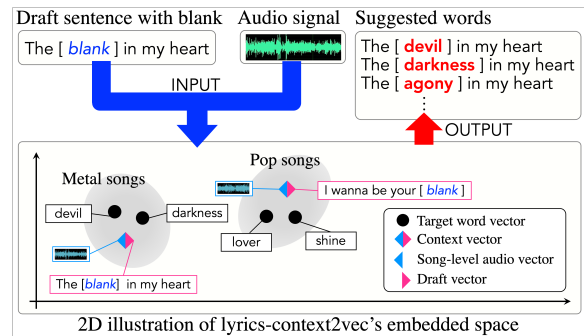 Draft sentence with blank
Audio signal
Suggested words
The [ blank ] in my heart
The [ devil ] in my heart
The [ darkness ] in my heart
The [ agony ] in my heart
⋮
INPUT
OUTPUT
Metal songs
Pop songs
I wanna be your [ blank ]
devil
darkness
lover
shine
The [blank] in my heart
Target word vector
Context vector
Song-level audio vector
Draft vector
2D illustration of lyrics-context2vec's embedded space